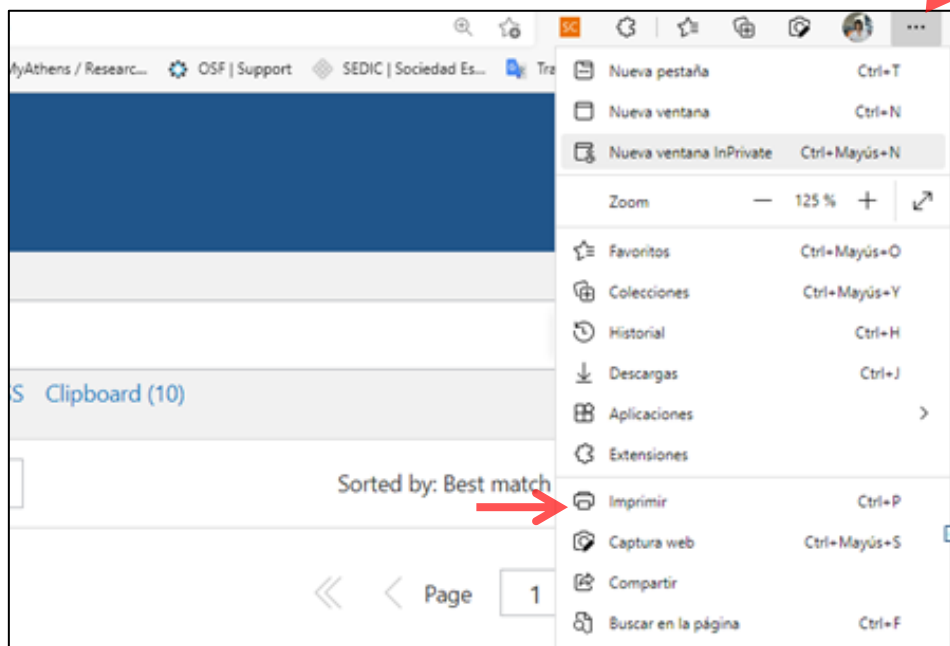 SC
MyAthens / Researc... OSF | Support SEDIC | Sociedad Es... Tra
Nueva pestaña Ctrl+T
Nueva ventana Ctrl+N
Nueva ventana InPrivate Ctrl+Mayús+N
Zoom — 125 % +
Favoritos Ctrl+Mayús+O
Colecciones Ctrl+Mayús+Y
Historial Ctrl+H
SS Clipboard (10)
Descargas Ctrl+J
Aplicaciones >
Extensiones
Sorted by: Best match
Imprimir Ctrl+P
Captura web Ctrl+Mayús+S
Compartir
Page 1
Buscar en la página Ctrl+F